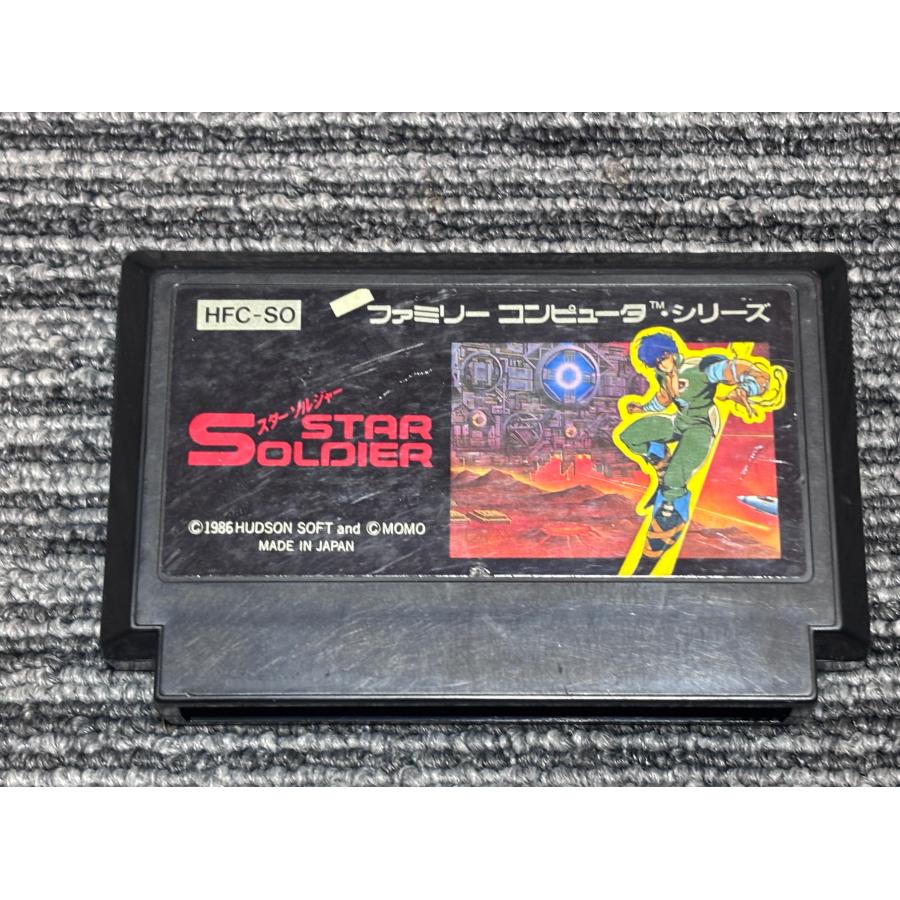 HFC-SO
ファミリー コンピュータ™・シリーズ
スター ソルジャー
STAR
SOLDIER
©1986 HUDSON SOFT and ©MOMO
MADE IN JAPAN